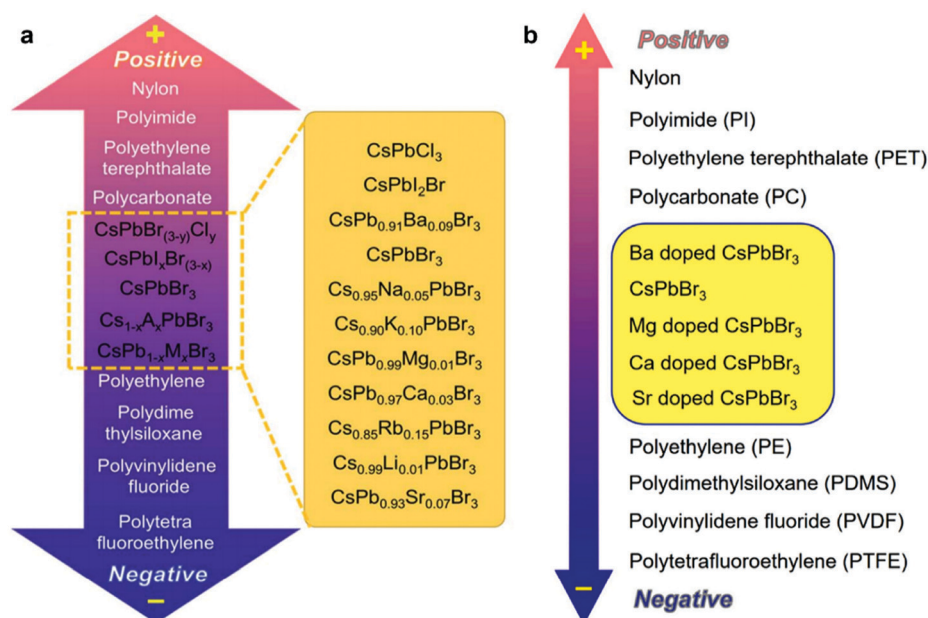 a
+
Positive
Nylon
Polyimide
Polyethylene
terephthalate
Polycarbonate
CsPbBr₍₃₋y₎Cly
CsPbIₓBr₍₃₋ₓ₎
CsPbBr₃
Cs₁₋ₓAₓPbBr₃
CsPb₁₋ₓMₓBr₃
Polyethylene
Polydime
thylsiloxane
Polyvinylidene
fluoride
Polytetra
fluoroethylene
Negative
−
CsPbCl₃
CsPbI₂Br
CsPb₀.₉₁Ba₀.₀₉Br₃
CsPbBr₃
Cs₀.₉₅Na₀.₀₅PbBr₃
Cs₀.₉₀K₀.₁₀PbBr₃
CsPb₀.₉₉Mg₀.₀₁Br₃
CsPb₀.₉₇Ca₀.₀₃Br₃
Cs₀.₈₅Rb₀.₁₅PbBr₃
Cs₀.₉₉Li₀.₀₁PbBr₃
CsPb₀.₉₃Sr₀.₀₇Br₃
b
+
Positive
Nylon
Polyimide (PI)
Polyethylene terephthalate (PET)
Polycarbonate (PC)
Ba doped CsPbBr₃
CsPbBr₃
Mg doped CsPbBr₃
Ca doped CsPbBr₃
Sr doped CsPbBr₃
Polyethylene (PE)
Polydimethylsiloxane (PDMS)
Polyvinylidene fluoride (PVDF)
Polytetrafluoroethylene (PTFE)
−
Negative